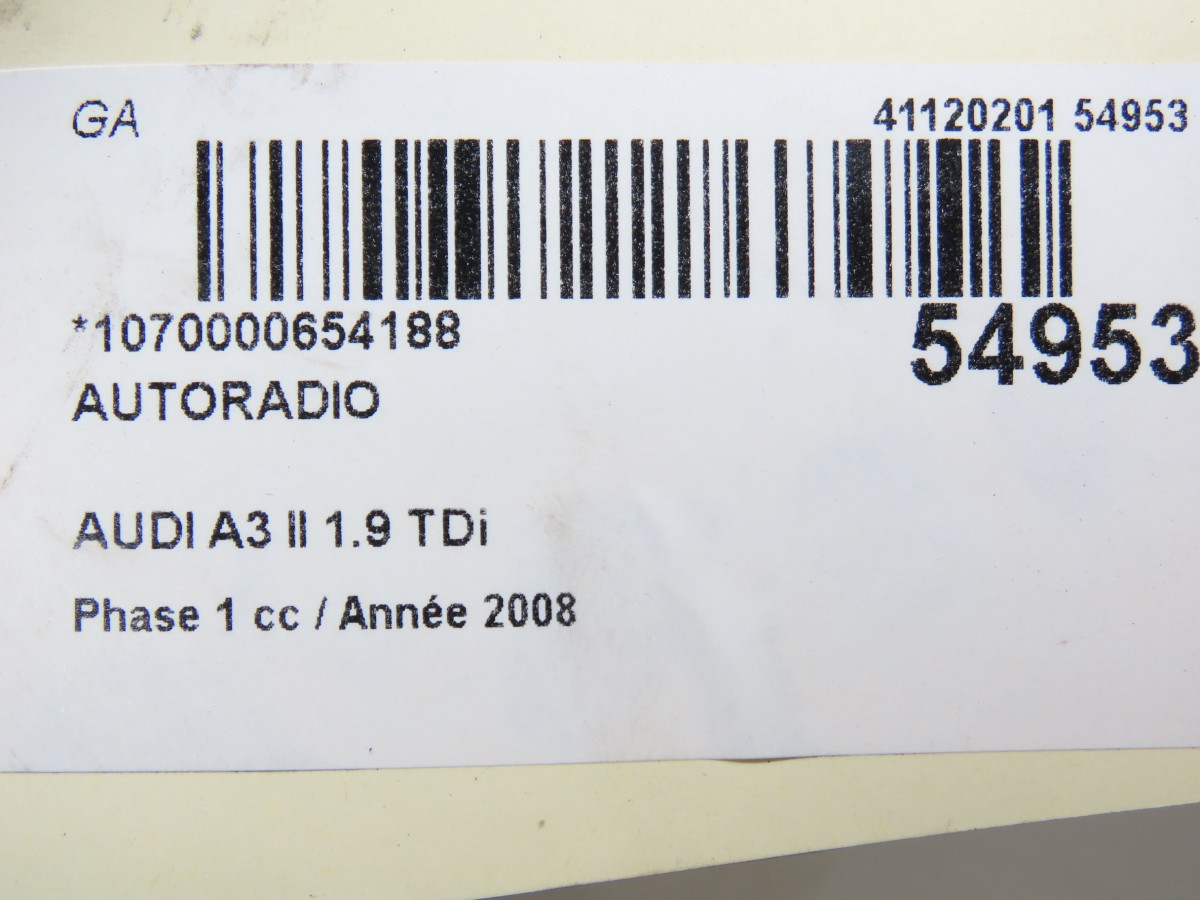 GA
41120201 54953
*1070000654188
54953
AUTORADIO
AUDI A3 II 1.9 TDi
Phase 1 cc / Année 2008